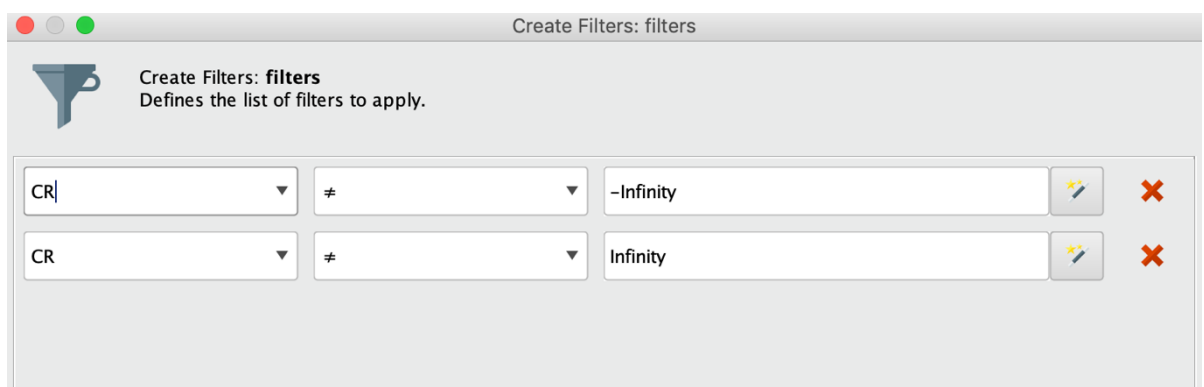 Create Filters: filters
Create Filters: filters
Defines the list of filters to apply.
CR ≠ -Infinity
CR ≠ Infinity